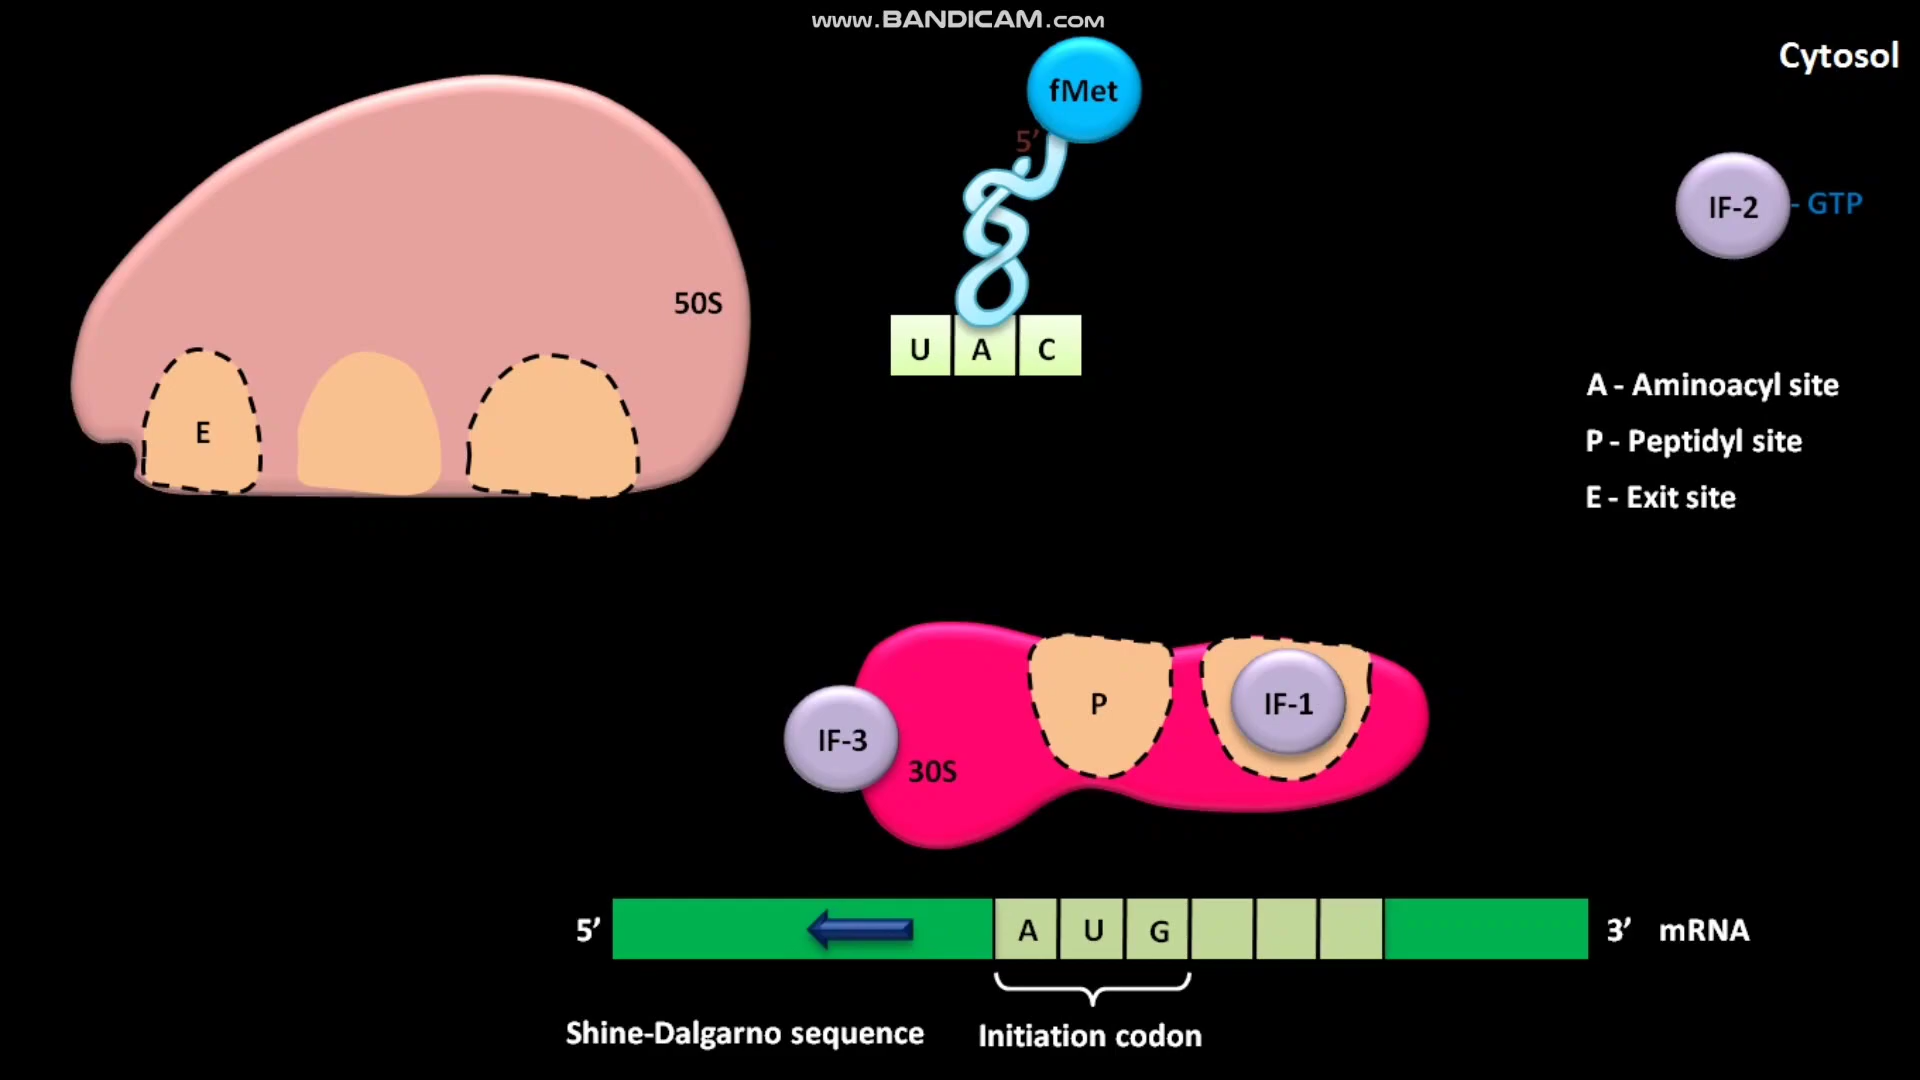 www.BANDICAM.com
Cytosol
fMet
5’
IF-2
- GTP
50S
U A C
A - Aminoacyl site
E
P - Peptidyl site
E - Exit site
P
IF-1
IF-3
30S
5’
A U G
3’ mRNA
Shine-Dalgarno sequence
Initiation codon